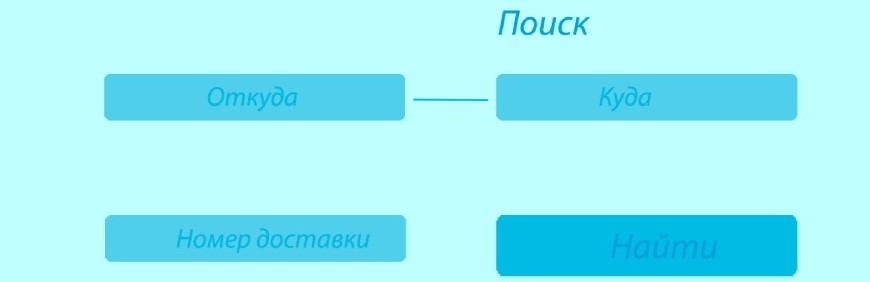 Поиск
Откуда
Куда
Номер доставки
Найти